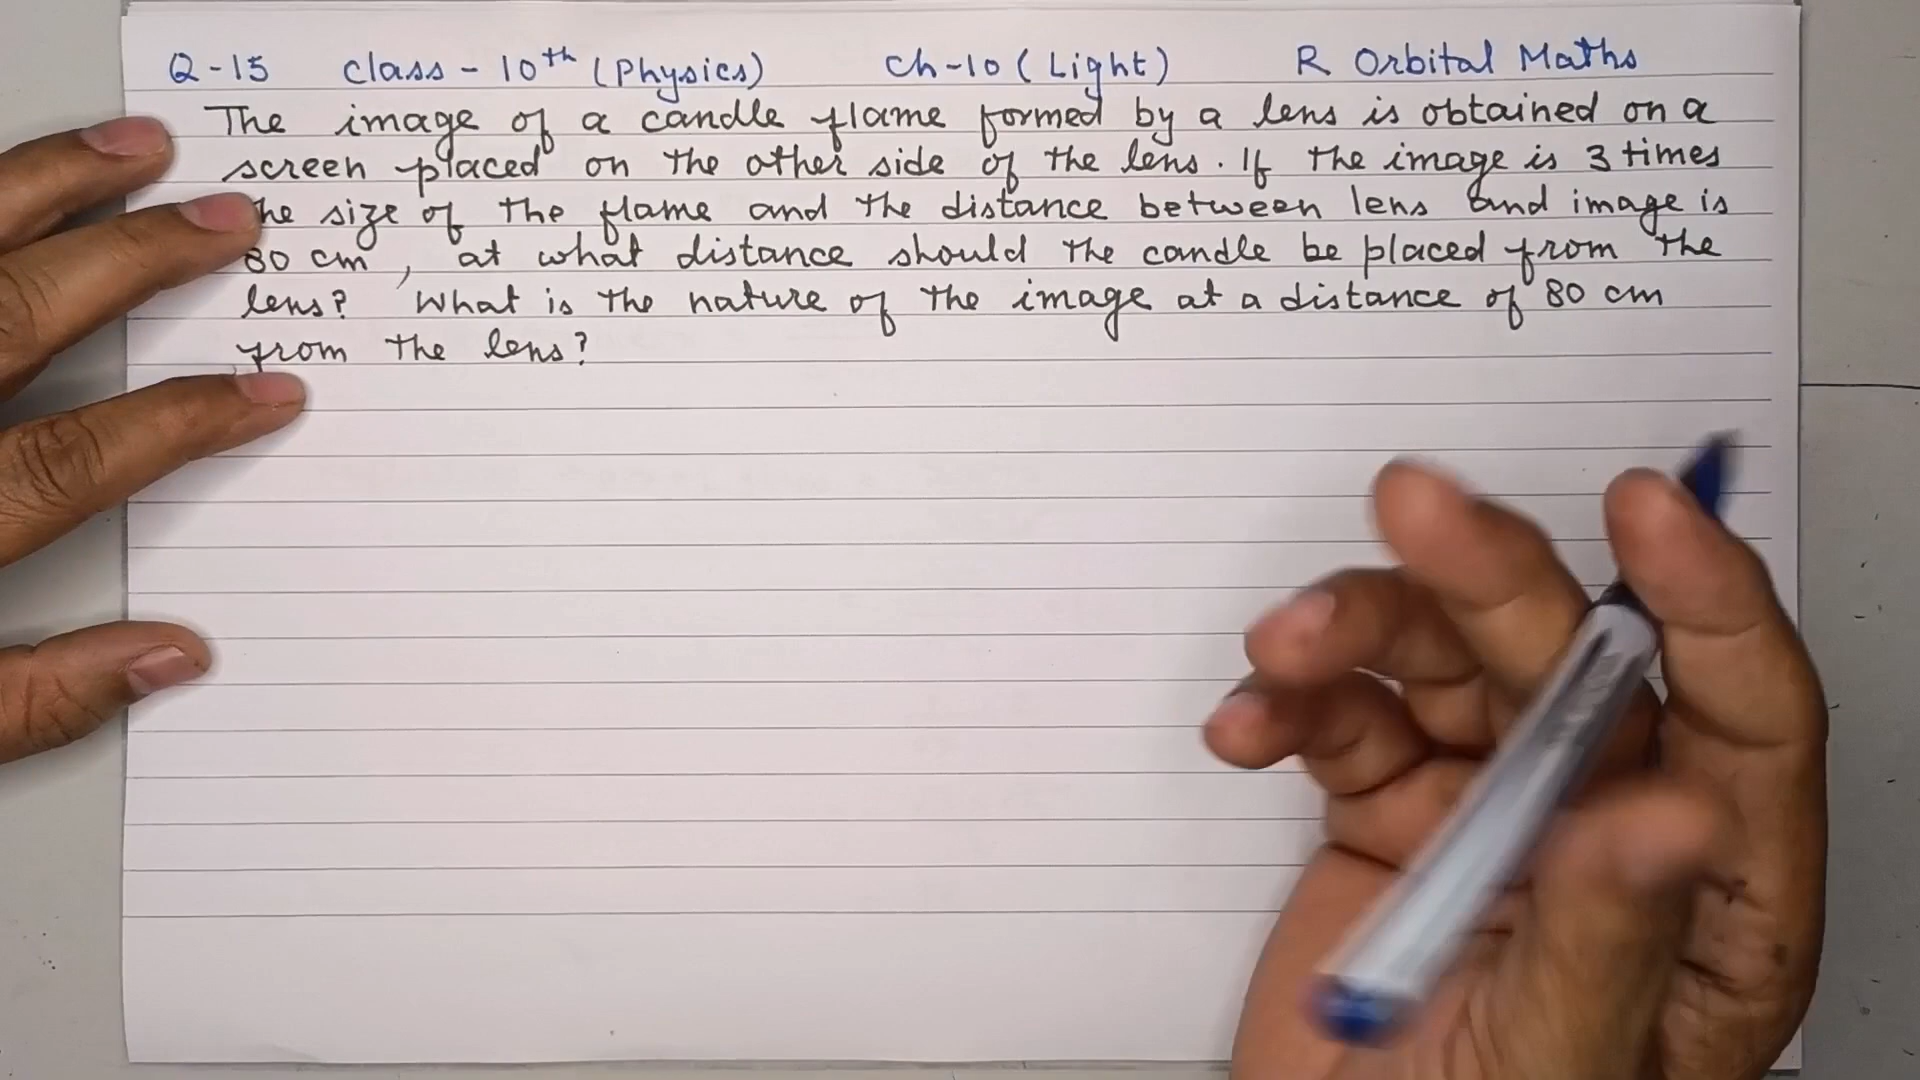 Q-15 Class - 10th (Physics) Ch-10 ( Light ) R Orbital Maths
The image of a candle flame formed by a lens is obtained on a
screen placed on the other side of the lens. If the image is 3 times
the size of the flame and the distance between lens and image is
80 cm, at what distance should the candle be placed from the
lens? What is the nature of the image at a distance of 80 cm
from the lens?